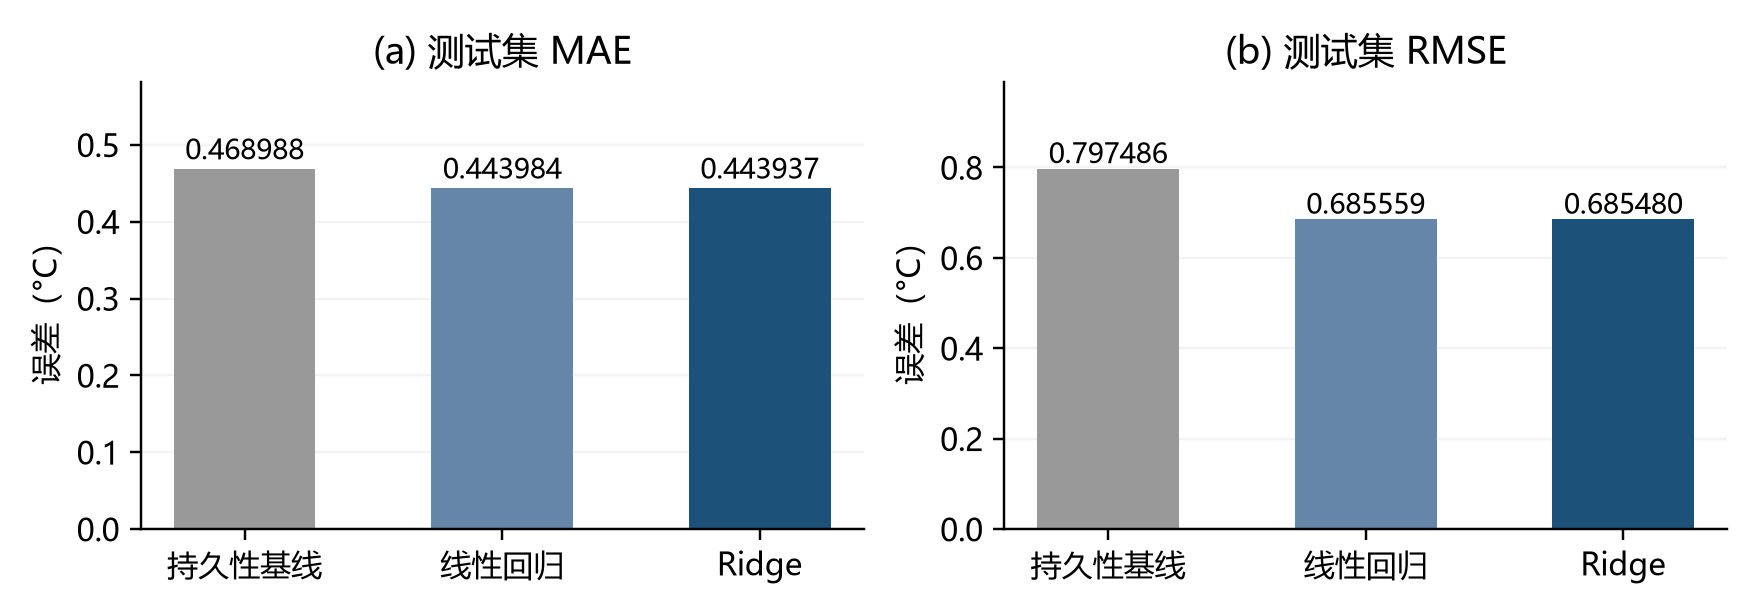 (a) 测试集 MAE
误差（°C）
0.5
0.4
0.3
0.2
0.1
0.0
0.468988
0.443984
0.443937
持久性基线
线性回归
Ridge
(b) 测试集 RMSE
误差（°C）
0.8
0.6
0.4
0.2
0.0
0.797486
0.685559
0.685480
持久性基线
线性回归
Ridge